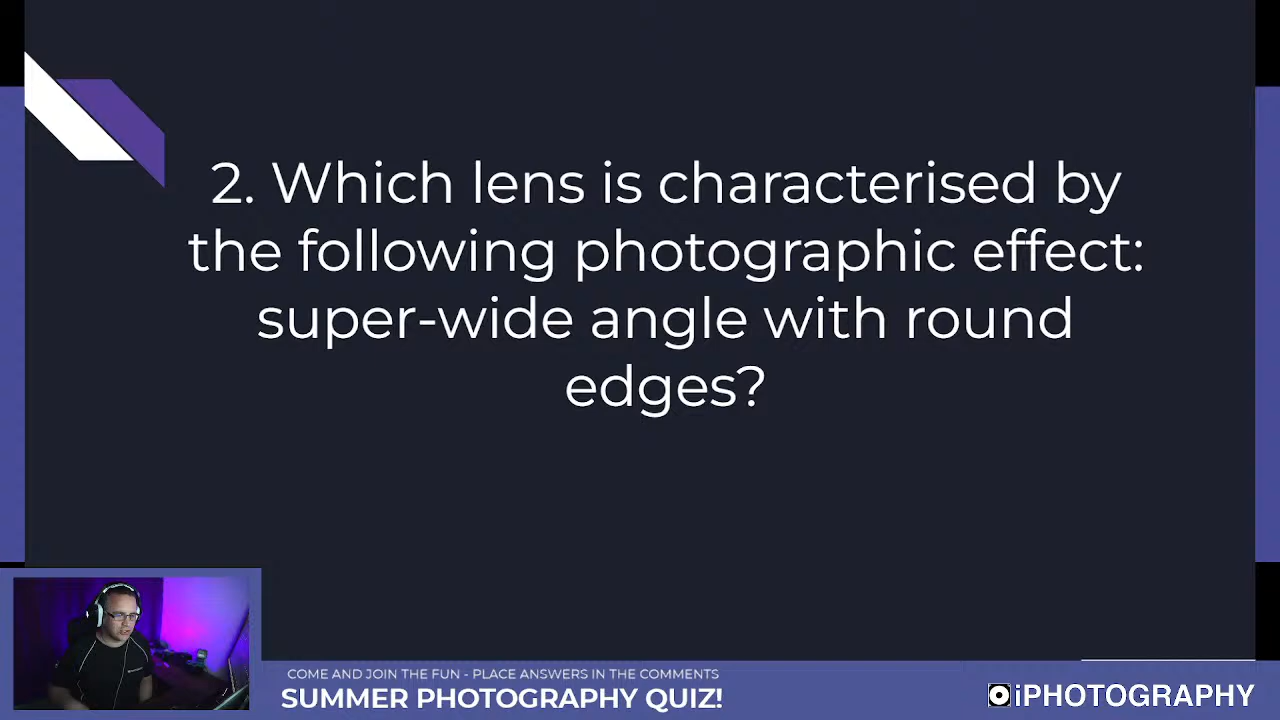 2. Which lens is characterised by
the following photographic effect:
super-wide angle with round
edges?
COME AND JOIN THE FUN - PLACE ANSWERS IN THE COMMENTS
SUMMER PHOTOGRAPHY QUIZ!
iPHOTOGRAPHY